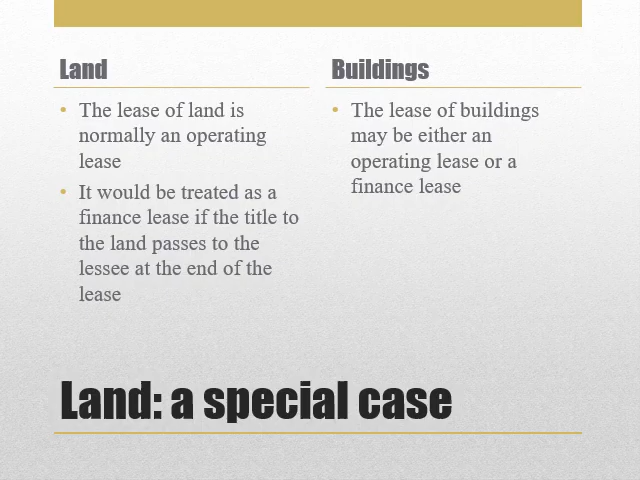 Land
• The lease of land is
normally an operating
lease
• It would be treated as a
finance lease if the title to
the land passes to the
lessee at the end of the
lease
Buildings
• The lease of buildings
may be either an
operating lease or a
finance lease
Land: a special case